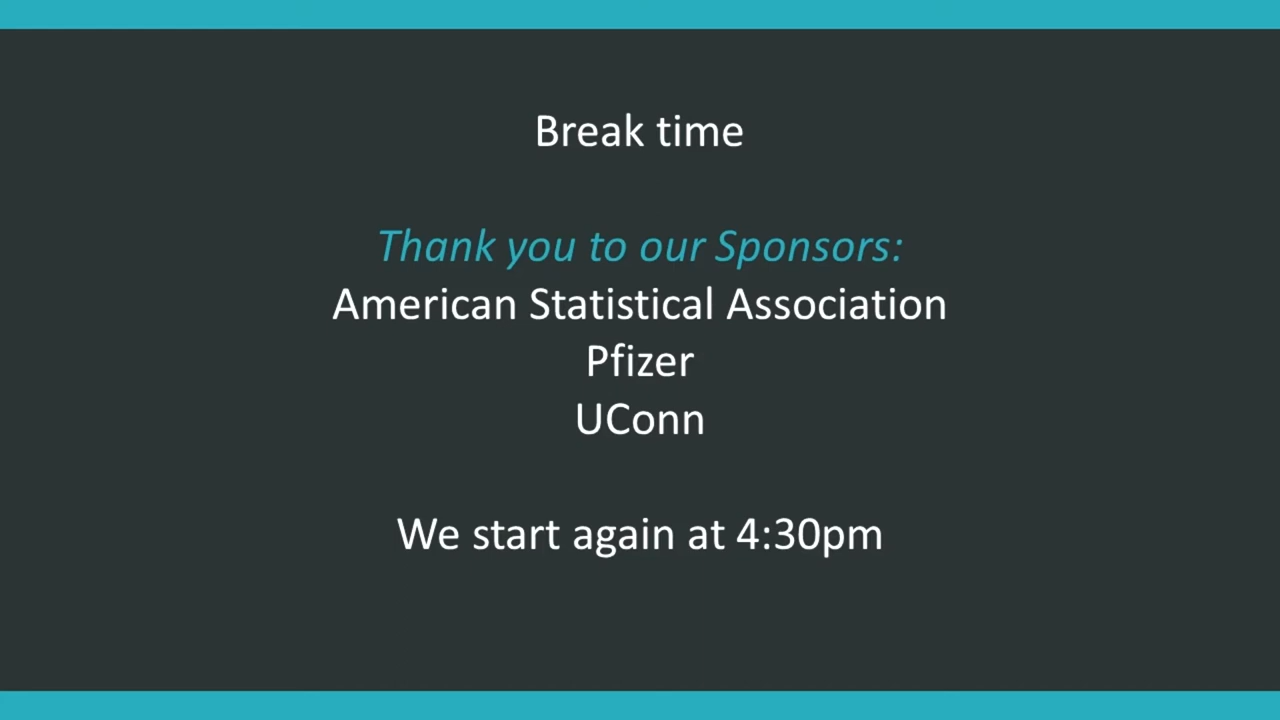 Break time
Thank you to our Sponsors:
American Statistical Association
Pfizer
UConn
We start again at 4:30pm